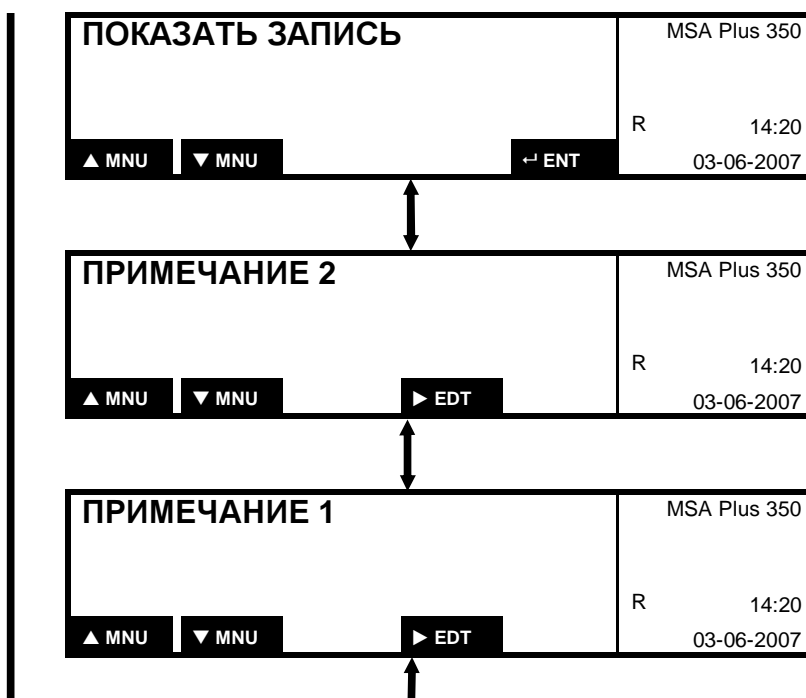 ПОКАЗАТЬ ЗАПИСЬ
MSA Plus 350
R 14:20
▲ MNU ▼ MNU ↵ ENT
03-06-2007
ПРИМЕЧАНИЕ 2
MSA Plus 350
R 14:20
▲ MNU ▼ MNU ▶ EDT
03-06-2007
ПРИМЕЧАНИЕ 1
MSA Plus 350
R 14:20
▲ MNU ▼ MNU ▶ EDT
03-06-2007